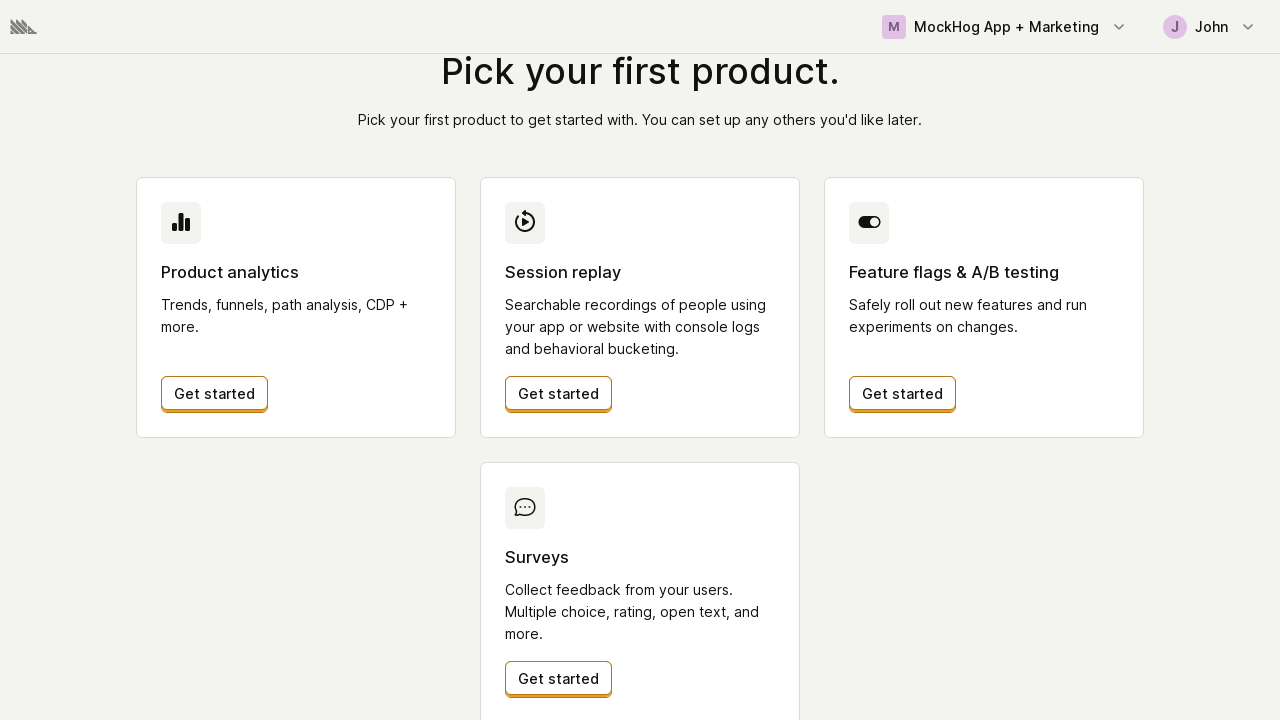 M MockHog App + Marketing J John
Pick your first product.
Pick your first product to get started with. You can set up any others you'd like later.
Product analytics
Trends, funnels, path analysis, CDP +
more.
Get started
Session replay
Searchable recordings of people using
your app or website with console logs
and behavioral bucketing.
Get started
Feature flags & A/B testing
Safely roll out new features and run
experiments on changes.
Get started
Surveys
Collect feedback from your users.
Multiple choice, rating, open text, and
more.
Get started